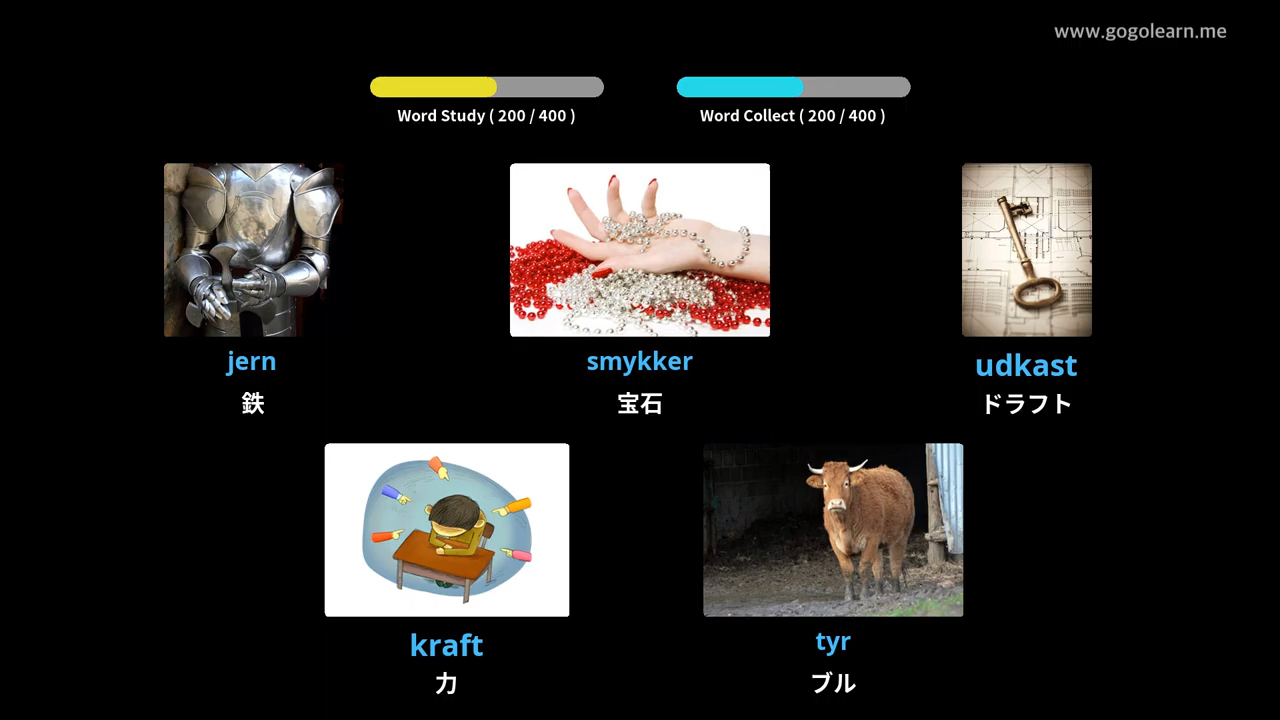 www.gogolearn.me
Word Study ( 200 / 400 )
Word Collect ( 200 / 400 )
jern
鉄
smykker
宝石
udkast
ドラフト
kraft
力
tyr
ブル